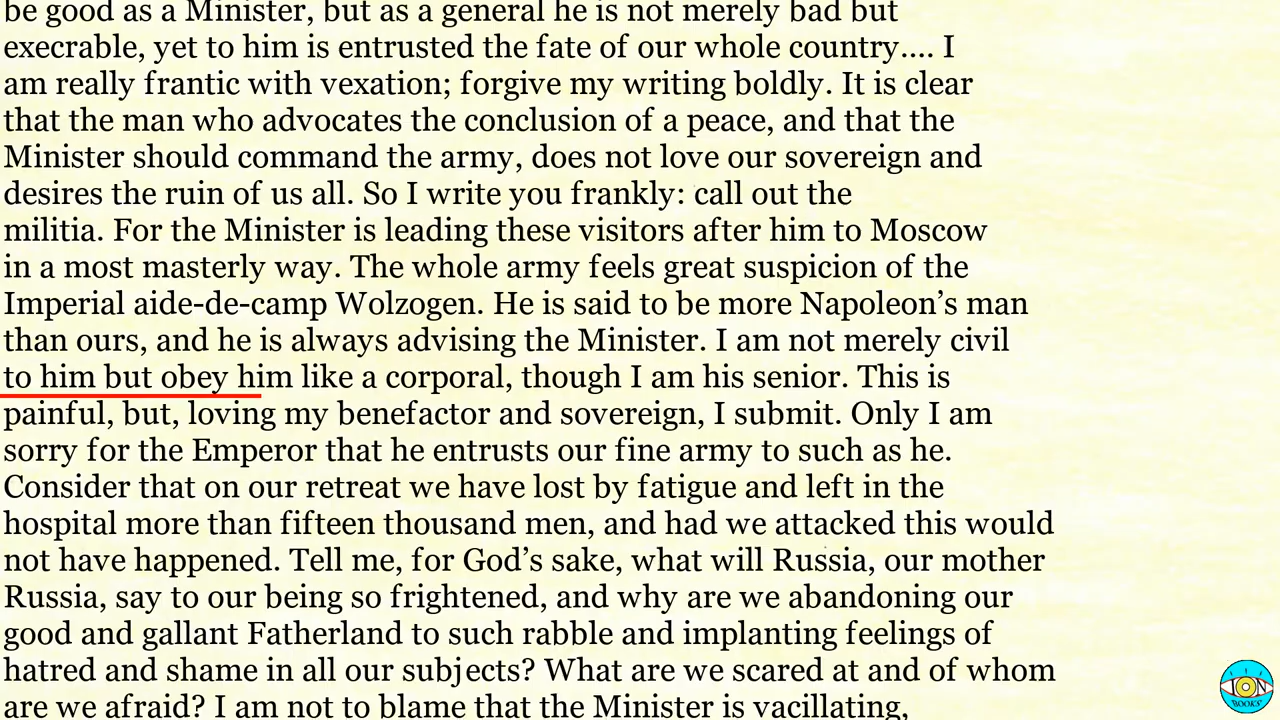 be good as a Minister, but as a general he is not merely bad but
execrable, yet to him is entrusted the fate of our whole country.... I
am really frantic with vexation; forgive my writing boldly. It is clear
that the man who advocates the conclusion of a peace, and that the
Minister should command the army, does not love our sovereign and
desires the ruin of us all. So I write you frankly: call out the
militia. For the Minister is leading these visitors after him to Moscow
in a most masterly way. The whole army feels great suspicion of the
Imperial aide-de-camp Wolzogen. He is said to be more Napoleon’s man
than ours, and he is always advising the Minister. I am not merely civil
to him but obey him like a corporal, though I am his senior. This is
painful, but, loving my benefactor and sovereign, I submit. Only I am
sorry for the Emperor that he entrusts our fine army to such as he.
Consider that on our retreat we have lost by fatigue and left in the
hospital more than fifteen thousand men, and had we attacked this would
not have happened. Tell me, for God’s sake, what will Russia, our mother
Russia, say to our being so frightened, and why are we abandoning our
good and gallant Fatherland to such rabble and implanting feelings of
hatred and shame in all our subjects? What are we scared at and of whom
are we afraid? I am not to blame that the Minister is vacillating,
ION
BOOKS